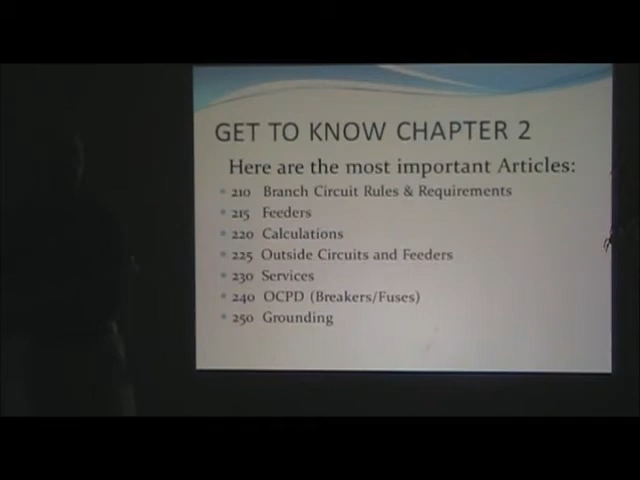 GET TO KNOW CHAPTER 2
Here are the most important Articles:
210 Branch Circuit Rules & Requirements
215 Feeders
220 Calculations
225 Outside Circuits and Feeders
230 Services
240 OCPD (Breakers/Fuses)
250 Grounding